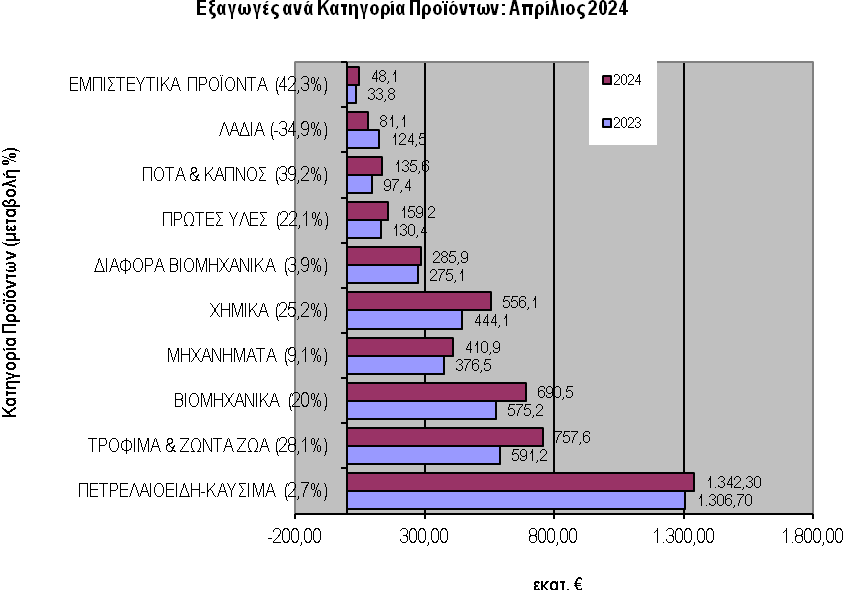 Εξαγωγές ανά Κατηγορία Προϊόντων: Απρίλιος 2024
Κατηγορία Προϊόντων (μεταβολή %)
2024
2023
ΕΜΠΙΣΤΕΥΤΙΚΑ ΠΡΟΪΟΝΤΑ (42,3%)
48,1
33,8
ΛΑΔΙΑ (-34,9%)
81,1
124,5
ΠΟΤΑ & ΚΑΠΝΟΣ (39,2%)
135,6
97,4
ΠΡΩΤΕΣ ΥΛΕΣ (22,1%)
159,2
130,4
ΔΙΑΦΟΡΑ ΒΙΟΜΗΧΑΝΙΚΑ (3,9%)
285,9
275,1
ΧΗΜΙΚΑ (25,2%)
556,1
444,1
ΜΗΧΑΝΗΜΑΤΑ (9,1%)
410,9
376,5
ΒΙΟΜΗΧΑΝΙΚΑ (20%)
690,5
575,2
ΤΡΟΦΙΜΑ & ΖΩΝΤΑ ΖΩΑ (28,1%)
757,6
591,2
ΠΕΤΡΕΛΑΙΟΕΙΔΗ-ΚΑΥΣΙΜΑ (2,7%)
1.342,30
1.306,70
-200,00 300,00 800,00 1.300,00 1.800,00
εκατ. €